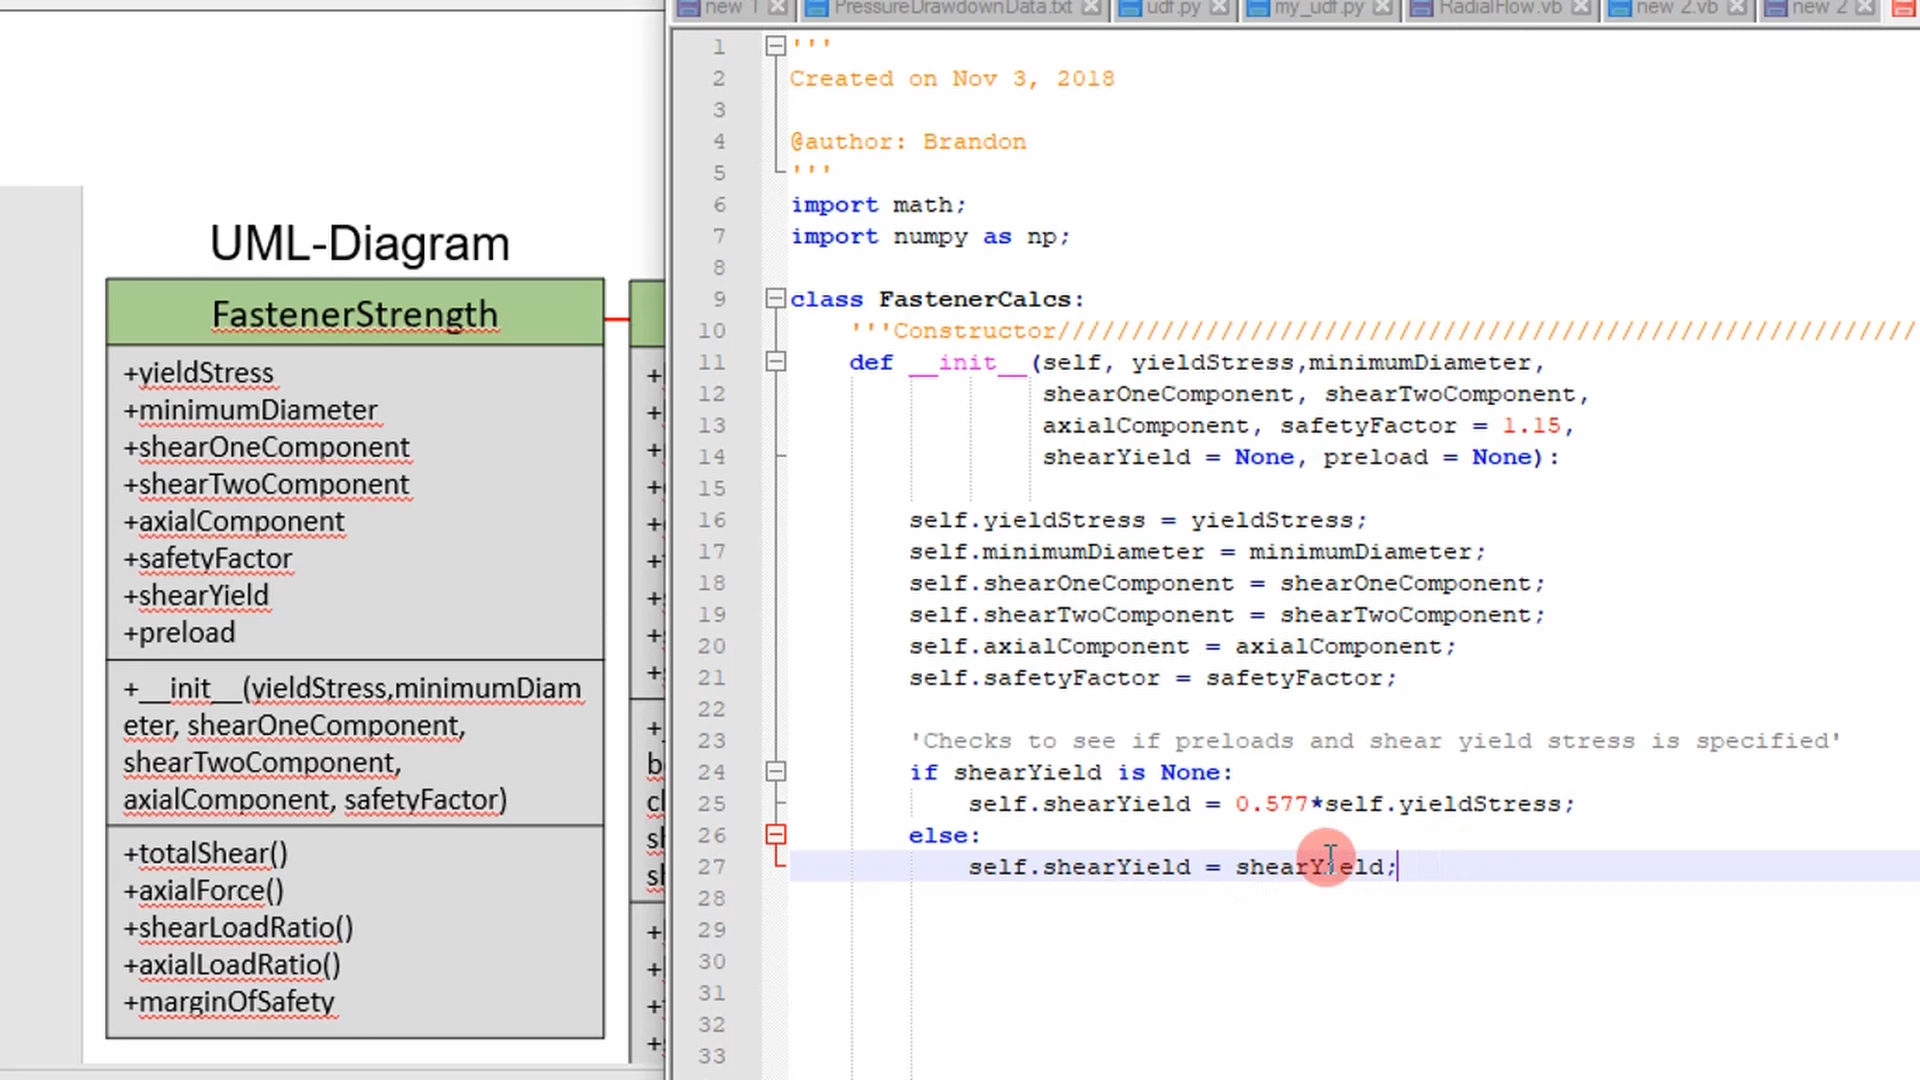 UML-Diagram
FastenerStrength
+yieldStress
+minimumDiameter
+shearOneComponent
+shearTwoComponent
+axialComponent
+safetyFactor
+shearYield
+preload
+__init__(yieldStress,minimumDiam
eter, shearOneComponent,
shearTwoComponent,
axialComponent, safetyFactor)
+totalShear()
+axialForce()
+shearLoadRatio()
+axialLoadRatio()
+marginOfSafety
new 1 PressureDrawdownData.txt udf.py my_udf.py RadialFlow.vb new 2.vb new 2
1 '''
2 Created on Nov 3, 2018
3
4 @author: Brandon
5 '''
6 import math;
7 import numpy as np;
8
9 class FastenerCalcs:
10 '''Constructor//////////////////////////////////////////////////////////
11 def __init__(self, yieldStress,minimumDiameter,
12 shearOneComponent, shearTwoComponent,
13 axialComponent, safetyFactor = 1.15,
14 shearYield = None, preload = None):
15
16 self.yieldStress = yieldStress;
17 self.minimumDiameter = minimumDiameter;
18 self.shearOneComponent = shearOneComponent;
19 self.shearTwoComponent = shearTwoComponent;
20 self.axialComponent = axialComponent;
21 self.safetyFactor = safetyFactor;
22
23 'Checks to see if preloads and shear yield stress is specified'
24 if shearYield is None:
25 self.shearYield = 0.577*self.yieldStress;
26 else:
27 self.shearYield = shearYield;
28
29
30
31
32
33